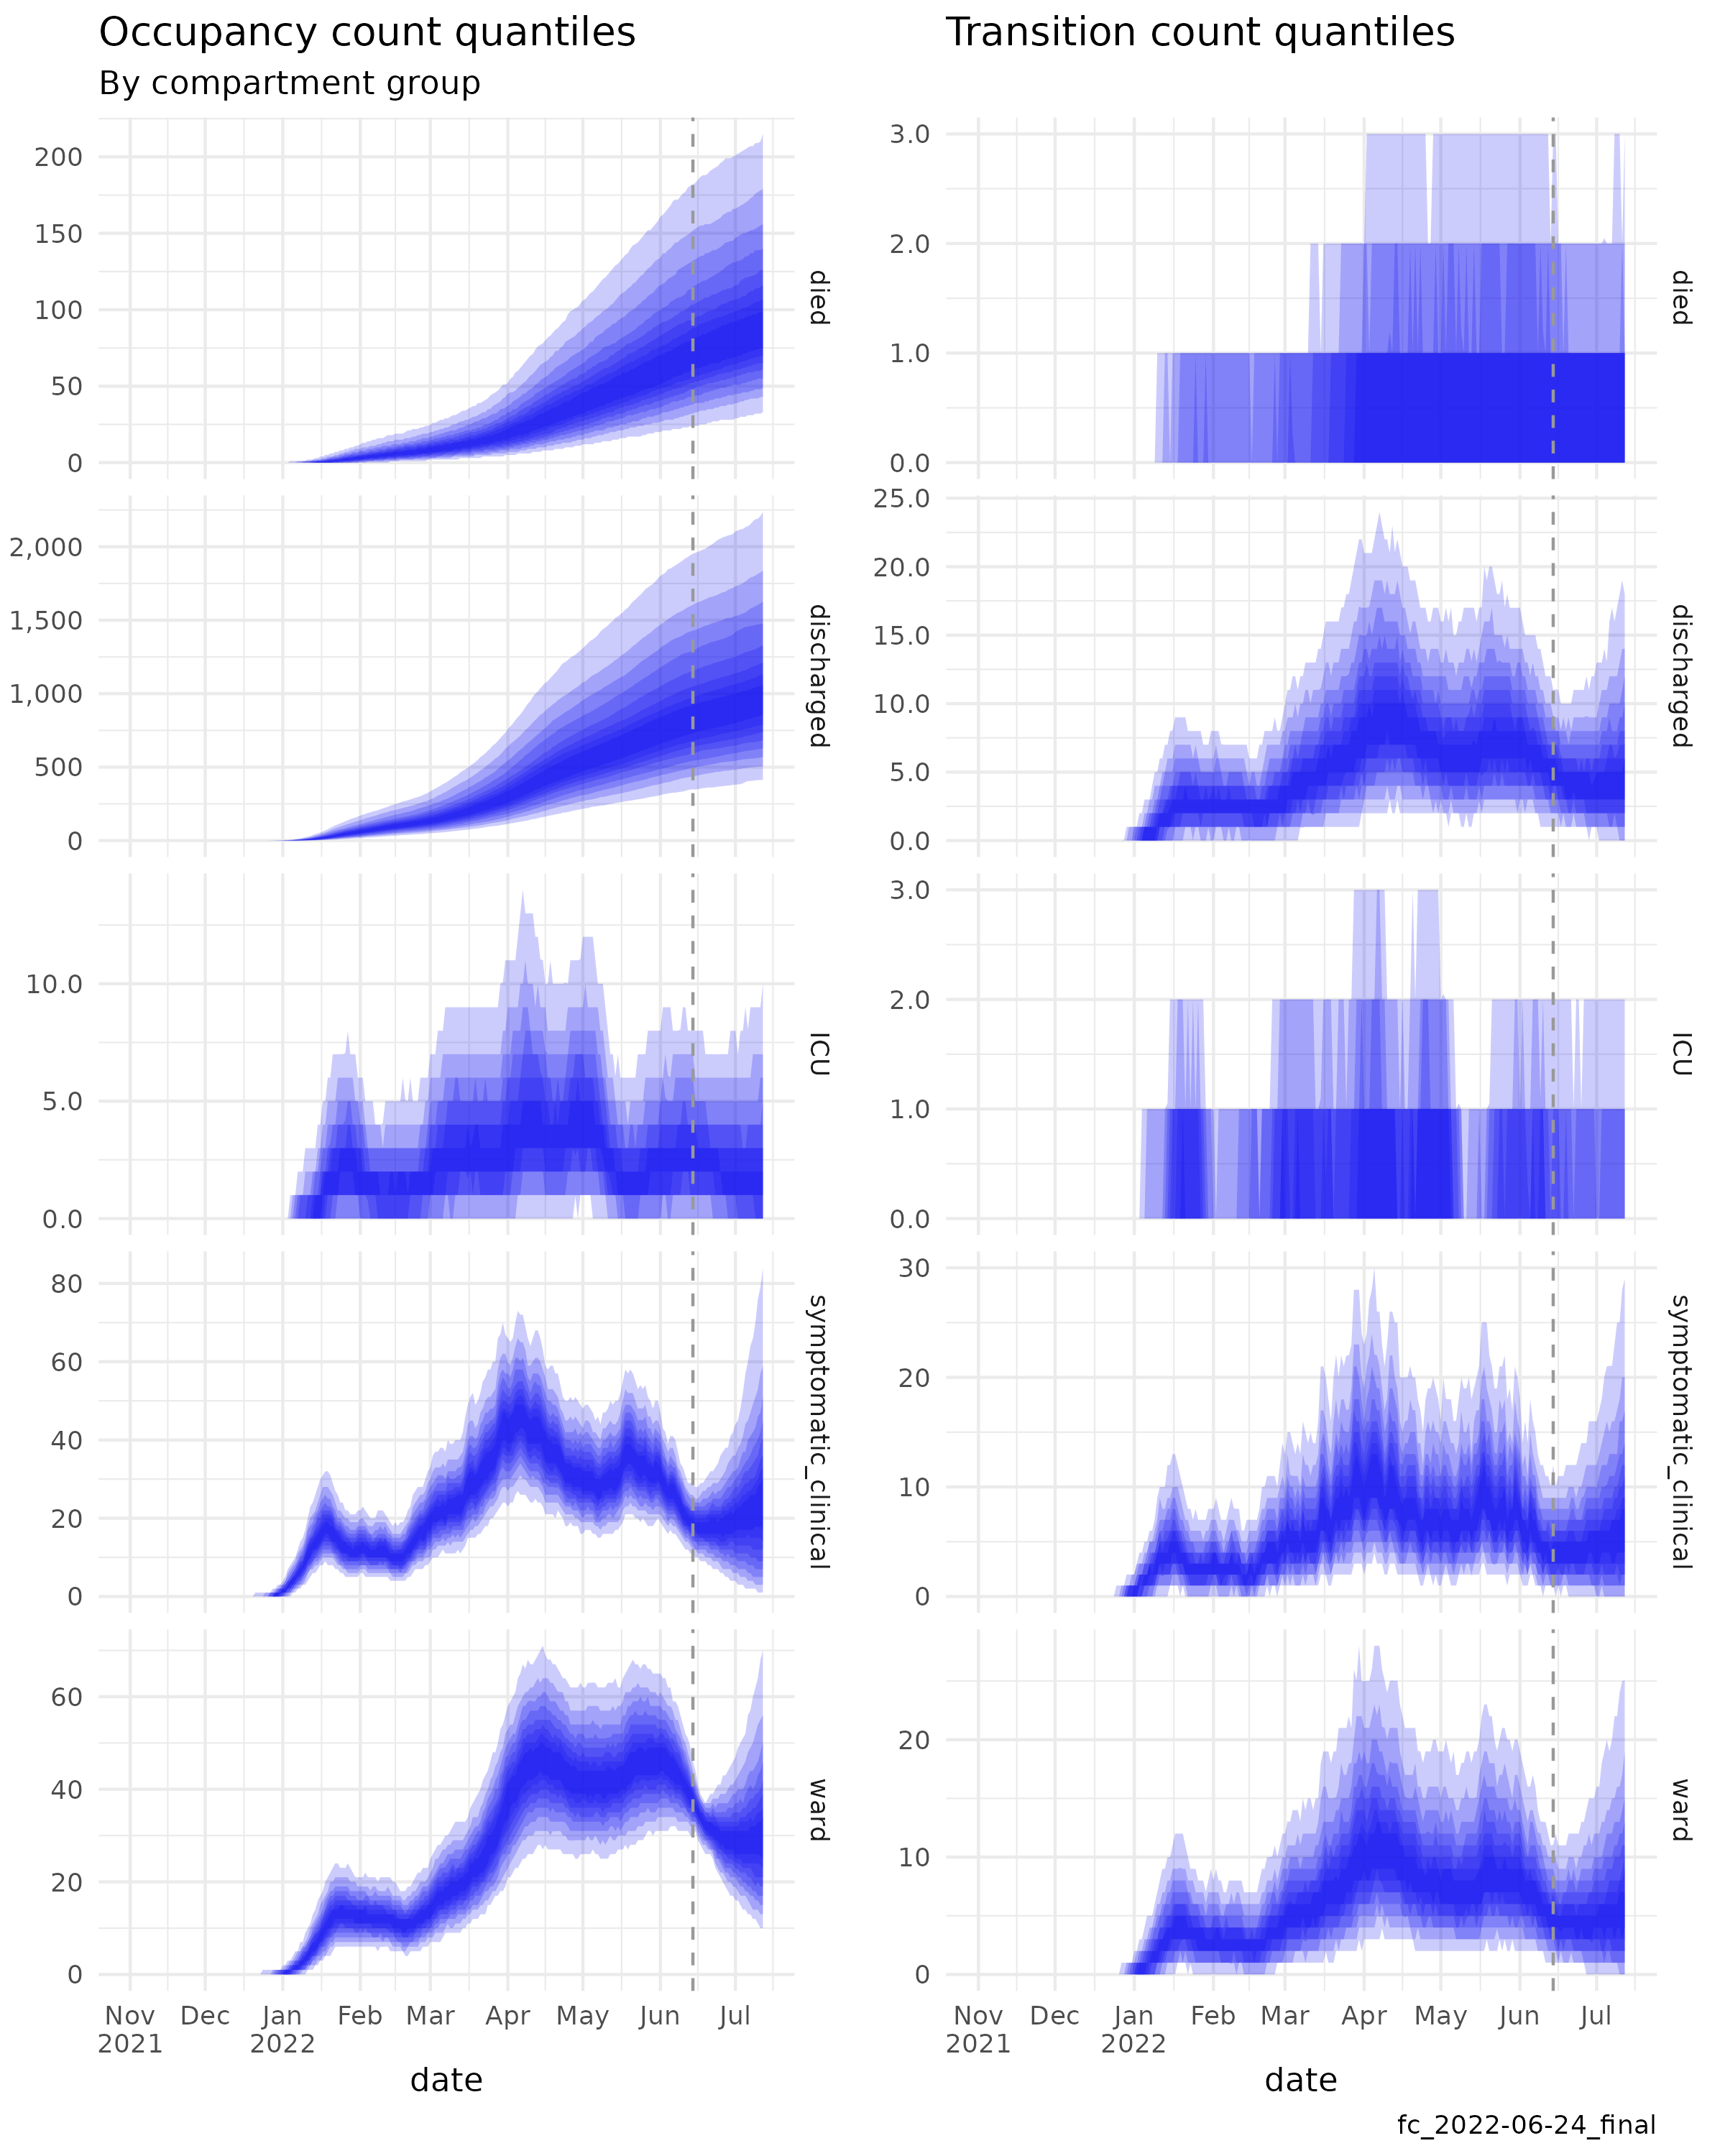 Occupancy count quantiles
By compartment group
200
150
100
50
0
died
2,000
1,500
1,000
500
0
discharged
10.0
5.0
0.0
ICU
80
60
40
20
0
symptomatic_clinical
60
40
20
0
ward
Nov Dec Jan Feb Mar Apr May Jun Jul
2021 2022
date
Transition count quantiles
3.0
2.0
1.0
0.0
died
25.0
20.0
15.0
10.0
5.0
0.0
discharged
3.0
2.0
1.0
0.0
ICU
30
20
10
0
symptomatic_clinical
20
10
0
ward
Nov Dec Jan Feb Mar Apr May Jun Jul
2021 2022
date
fc_2022-06-24_final